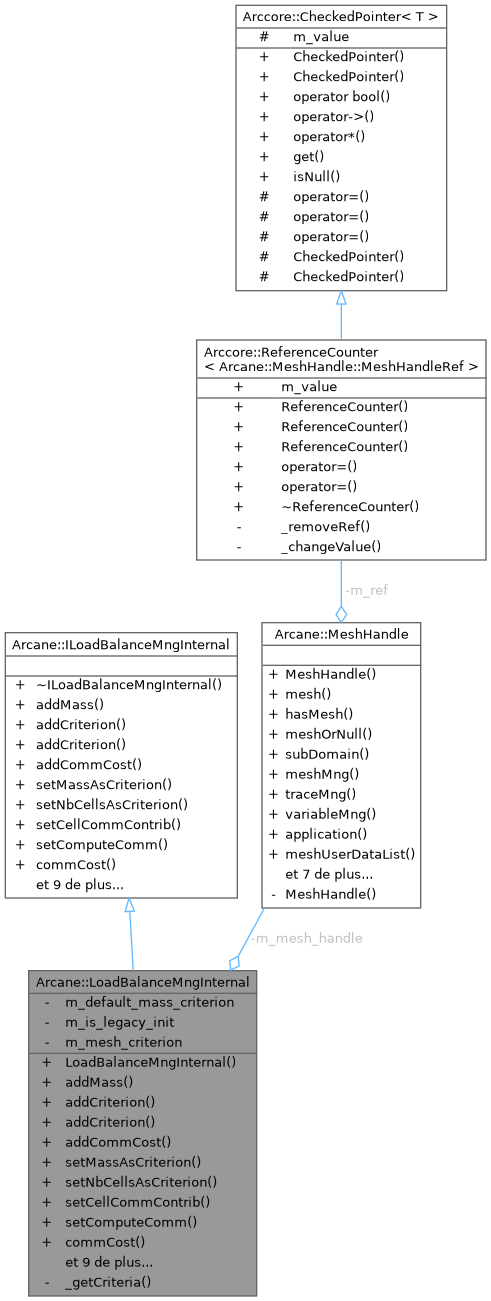 Arccore::CheckedPointer< T >
# m_value
+ CheckedPointer()
+ CheckedPointer()
+ operator bool()
+ operator->()
+ operator*()
+ get()
+ isNull()
# operator=()
# operator=()
# operator=()
# CheckedPointer()
# CheckedPointer()
Arccore::ReferenceCounter
< Arcane::MeshHandle::MeshHandleRef >
+ m_value
+ ReferenceCounter()
+ ReferenceCounter()
+ ReferenceCounter()
+ operator=()
+ operator=()
+ ~ReferenceCounter()
- _removeRef()
- _changeValue()
-m_ref
Arcane::ILoadBalanceMngInternal
+ ~ILoadBalanceMngInternal()
+ addMass()
+ addCriterion()
+ addCriterion()
+ addCommCost()
+ setMassAsCriterion()
+ setNbCellsAsCriterion()
+ setCellCommContrib()
+ setComputeComm()
+ commCost()
et 9 de plus...
Arcane::MeshHandle
+ MeshHandle()
+ mesh()
+ hasMesh()
+ meshOrNull()
+ subDomain()
+ meshMng()
+ traceMng()
+ variableMng()
+ application()
+ meshUserDataList()
et 7 de plus...
- MeshHandle()
-m_mesh_handle
Arcane::LoadBalanceMngInternal
- m_default_mass_criterion
- m_is_legacy_init
- m_mesh_criterion
+ LoadBalanceMngInternal()
+ addMass()
+ addCriterion()
+ addCriterion()
+ addCommCost()
+ setMassAsCriterion()
+ setNbCellsAsCriterion()
+ setCellCommContrib()
+ setComputeComm()
+ commCost()
et 9 de plus...
- _getCriteria()